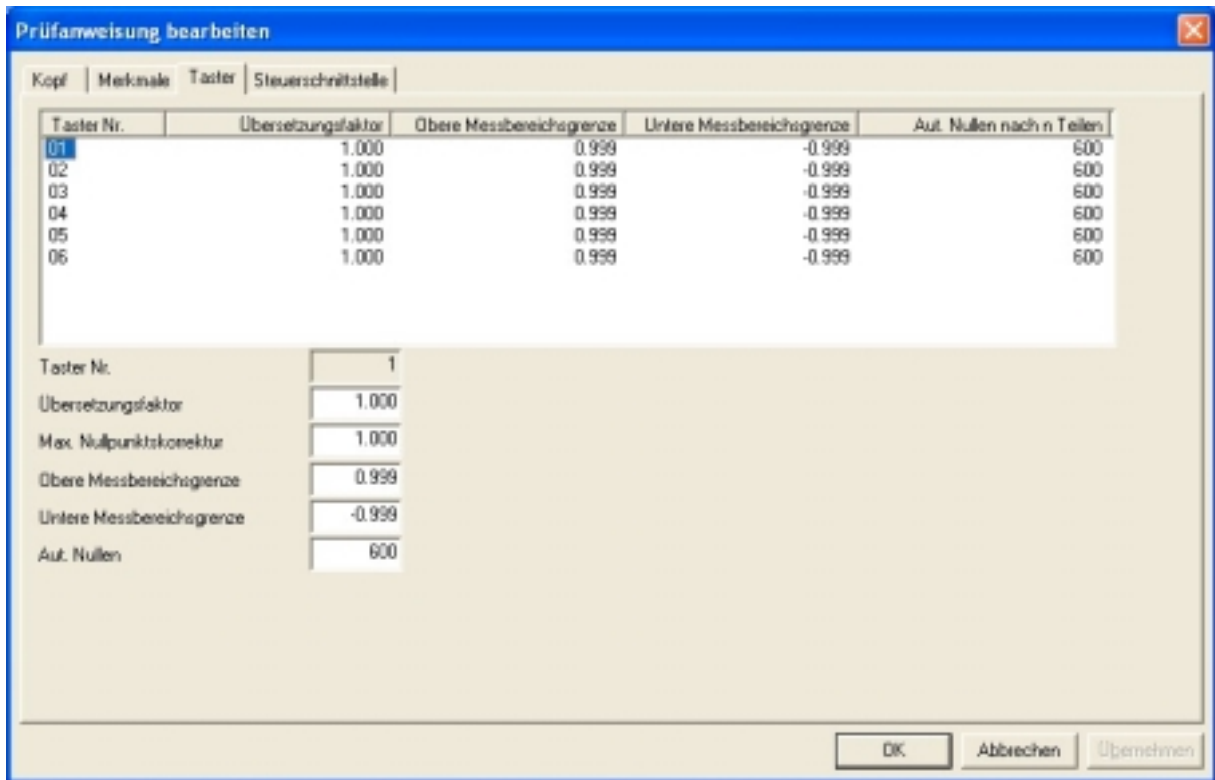 Prüfanweisung bearbeiten
Kopf Merkmale Taster Steuerschnittstelle
Taster Nr. Übersetzungsfaktor Obere Messbereichsgrenze Untere Messbereichsgrenze Aut. Nullen nach n Teilen
01 1.000 0.999 -0.999 600
02 1.000 0.999 -0.999 600
03 1.000 0.999 -0.999 600
04 1.000 0.999 -0.999 600
05 1.000 0.999 -0.999 600
06 1.000 0.999 -0.999 600
Taster Nr. 1
Übersetzungsfaktor 1.000
Max. Nullpunktskorrektur 1.000
Obere Messbereichsgrenze 0.999
Untere Messbereichsgrenze -0.999
Aut. Nullen 600
OK Abbrechen Übernehmen